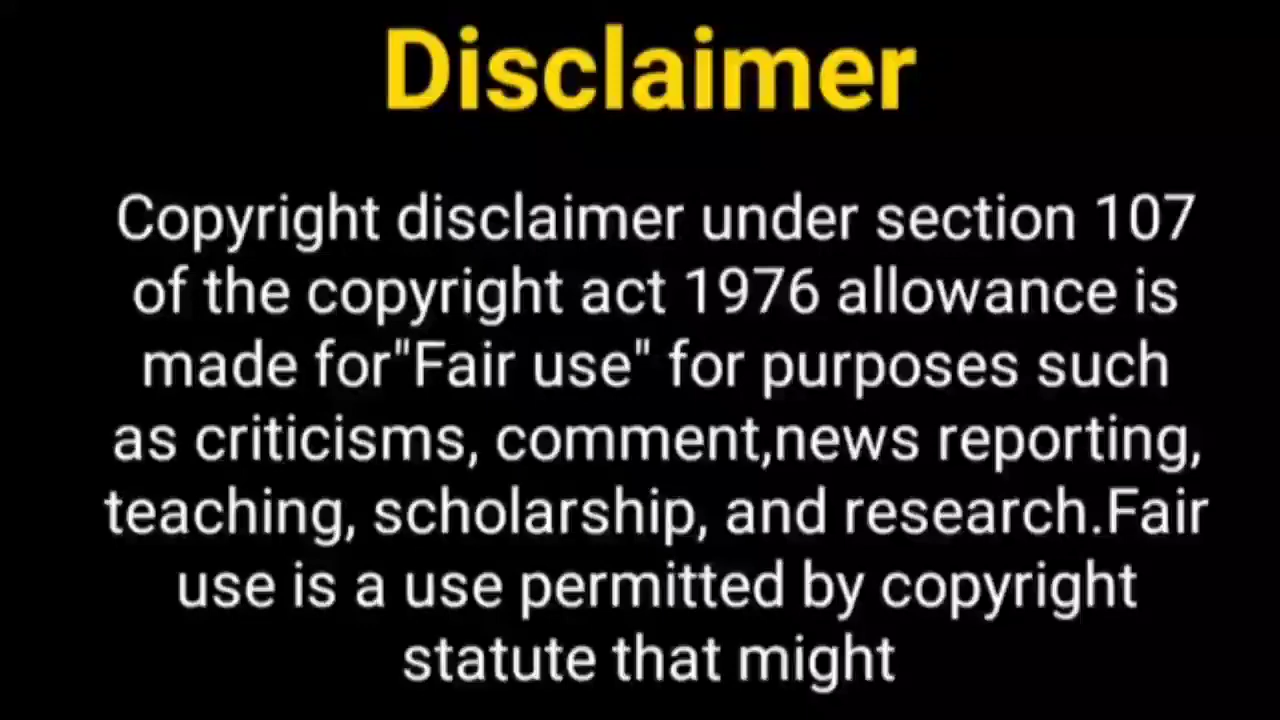 Disclaimer
Copyright disclaimer under section 107
of the copyright act 1976 allowance is
made for"Fair use" for purposes such
as criticisms, comment,news reporting,
teaching, scholarship, and research.Fair
use is a use permitted by copyright
statute that might